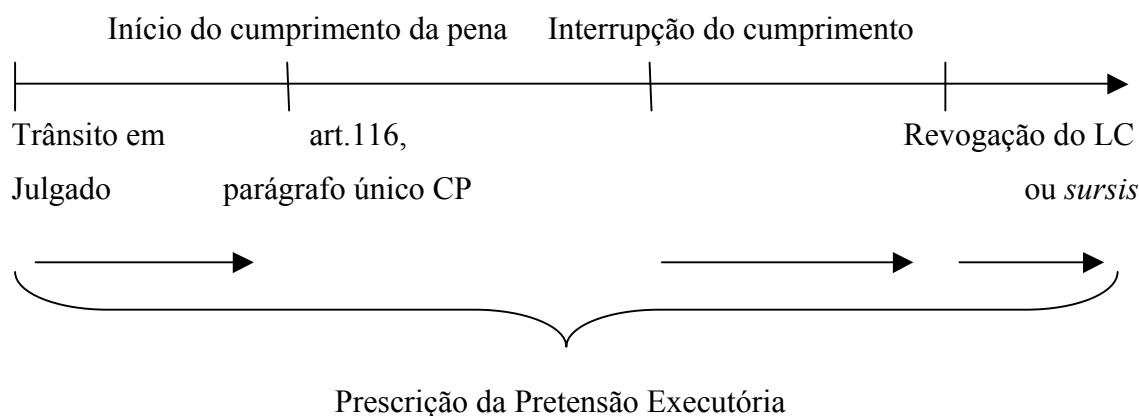 Início do cumprimento da pena Interrupção do cumprimento
Trânsito em art.116, Revogação do LC
Julgado parágrafo único CP ou sursis
Prescrição da Pretensão Executória